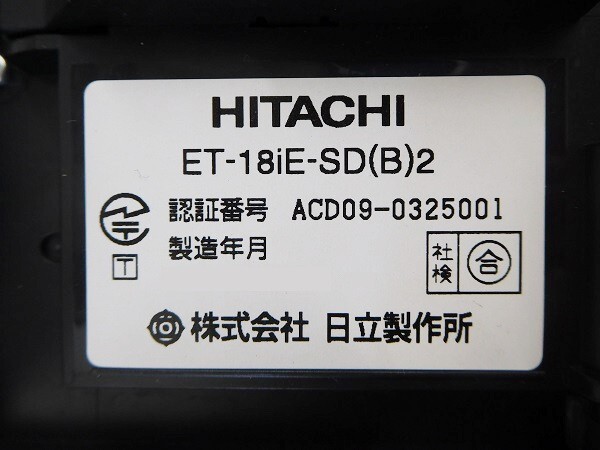 HITACHI
ET-18iE-SD(B)2
認証番号 ACD09-0325001
T 製造年月
社検 合
株式会社 日立製作所